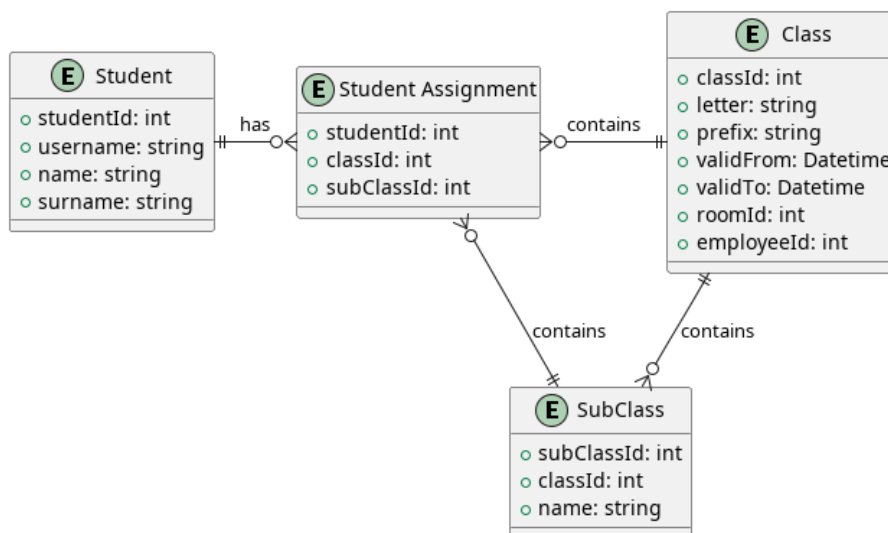 E Student
studentId: int
username: string
name: string
surname: string
has
E Student Assignment
studentId: int
classId: int
subClassId: int
contains
E Class
classId: int
letter: string
prefix: string
validFrom: Datetime
validTo: Datetime
roomId: int
employeeId: int
contains
contains
E SubClass
subClassId: int
classId: int
name: string